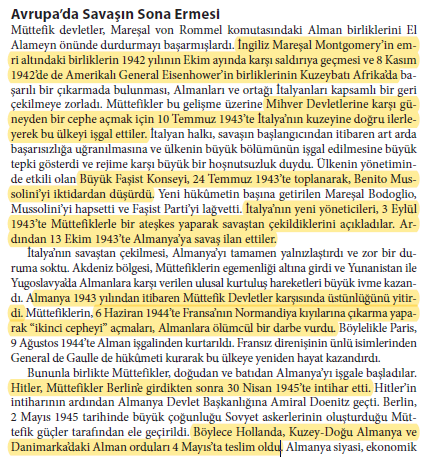 Avrupa'da Savaşın Sona Ermesi
Müttefik devletler, Mareşal von Rommel komutasındaki Alman birliklerini El
Alameyn önünde durdurmayı başarmışlardı. İngiliz Mareşal Montgomery'in em-
ri altındaki birliklerin 1942 yılının Ekim ayında karşı saldırıya geçmesi ve 8 Kasım
1942'de de Amerikalı General Eisenhower'in birliklerinin Kuzeybatı Afrika'da ba-
şarılı bir çıkarmada bulunması, Almanları ve ortağı İtalyanları kapsamlı bir geri
çekilmeye zorladı. Müttefikler bu gelişme üzerine Mihver Devletlerine karşı gü-
neyden bir cephe açmak için 10 Temmuz 1943'te İtalya'nın kuzeyine doğru ilerle-
yerek bu ülkeyi işgal ettiler. İtalyan halkı, savaşın başlangıcından itibaren art arda
başarısızlığa uğranılmasına ve ülkenin büyük bölümünün işgal edilmesine büyük
tepki gösterdi ve rejime karşı büyük bir hoşnutsuzluk duydu. Ülkenin yönetimin-
de etkili olan Büyük Faşist Konseyi, 24 Temmuz 1943'te toplanarak, Benito Mus-
solini'yi iktidardan düşürdü. Yeni hükûmetin başına getirilen Mareşal Bodoglio,
Mussolini'yi hapsetti ve Faşist Parti'yi lağvetti. İtalya'nın yeni yöneticileri, 3 Eylül
1943'te Müttefiklerle bir ateşkes yaparak savaştan çekildiklerini açıkladılar. Ar-
dından 13 Ekim 1943'te Almanya'ya savaş ilan ettiler.
İtalya'nın savaştan çekilmesi, Almanya'yı tamamen yalnızlaştırdı ve zor bir du-
ruma soktu. Akdeniz bölgesi, Müttefiklerin egemenliği altına girdi ve Yunanistan ile
Yugoslavya'da Almanlara karşı verilen ulusal kurtuluş hareketleri büyük ivme kazan-
dı. Almanya 1943 yılından itibaren Müttefik Devletler karşısında üstünlüğünü yitir-
di. Müttefiklerin, 6 Haziran 1944'te Fransa'nın Normandiya kıyılarına çıkarma yapa-
rak "ikinci cepheyi" açmaları, Almanlara ölümcül bir darbe vurdu. Böylelikle Paris,
9 Ağustos 1944'te Alman işgalinden kurtarıldı. Fransız direnişinin ünlü isimlerinden
General de Gaulle de hükûmeti kurarak bu ülkeye yeniden hayat kazandırdı.
Bununla birlikte Müttefikler, doğudan ve batıdan Almanya'yı işgale başladılar.
Hitler, Müttefikler Berlin'e girdikten sonra 30 Nisan 1945'te intihar etti. Hitler'in
intiharının ardından Almanya Devlet Başkanlığına Amiral Doenitz geçti. Berlin,
2 Mayıs 1945 tarihinde büyük çoğunluğu Sovyet askerlerinin oluşturduğu Müt-
tefik güçler tarafından ele geçirildi. Böylece Hollanda, Kuzey-Doğu Almanya ve
Danimarka'daki Alman orduları 4 Mayıs'ta teslim oldu. Almanya siyasi, ekonomik